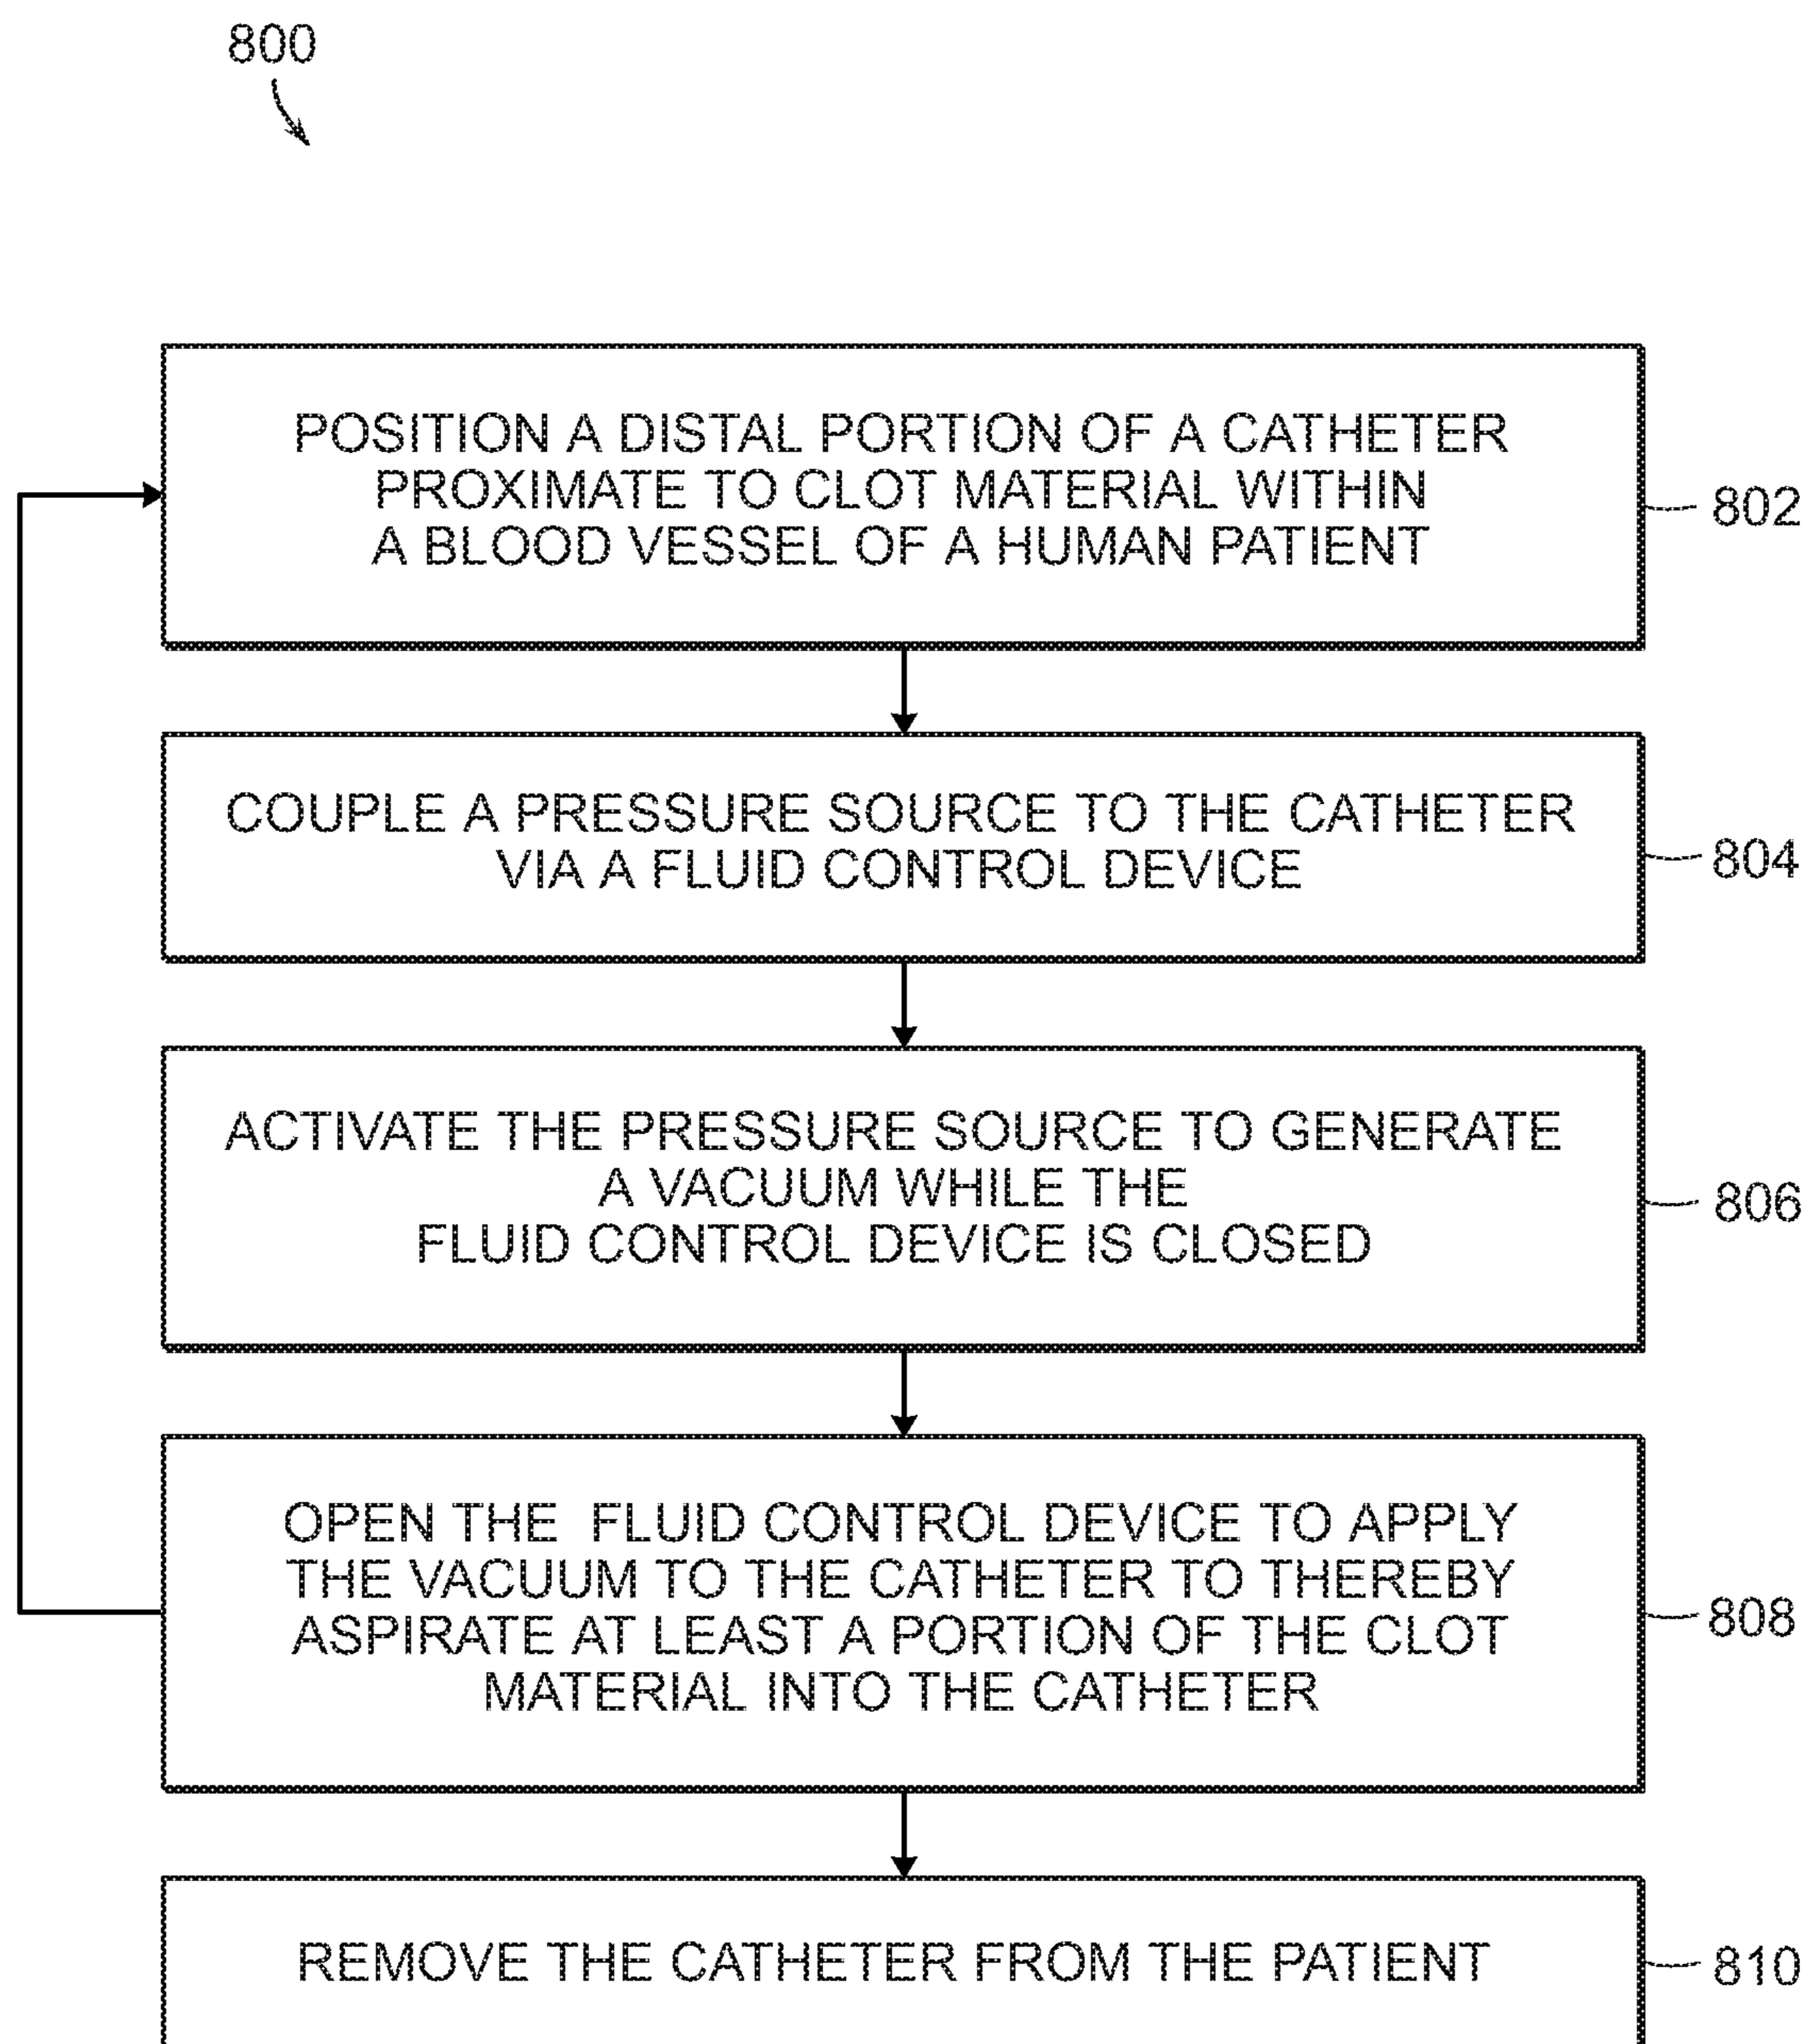 800
POSITION A DISTAL PORTION OF A CATHETER
PROXIMATE TO CLOT MATERIAL WITHIN
A BLOOD VESSEL OF A HUMAN PATIENT
802
COUPLE A PRESSURE SOURCE TO THE CATHETER
VIA A FLUID CONTROL DEVICE
804
ACTIVATE THE PRESSURE SOURCE TO GENERATE
A VACUUM WHILE THE
FLUID CONTROL DEVICE IS CLOSED
806
OPEN THE FLUID CONTROL DEVICE TO APPLY
THE VACUUM TO THE CATHETER TO THEREBY
ASPIRATE AT LEAST A PORTION OF THE CLOT
MATERIAL INTO THE CATHETER
808
REMOVE THE CATHETER FROM THE PATIENT
810